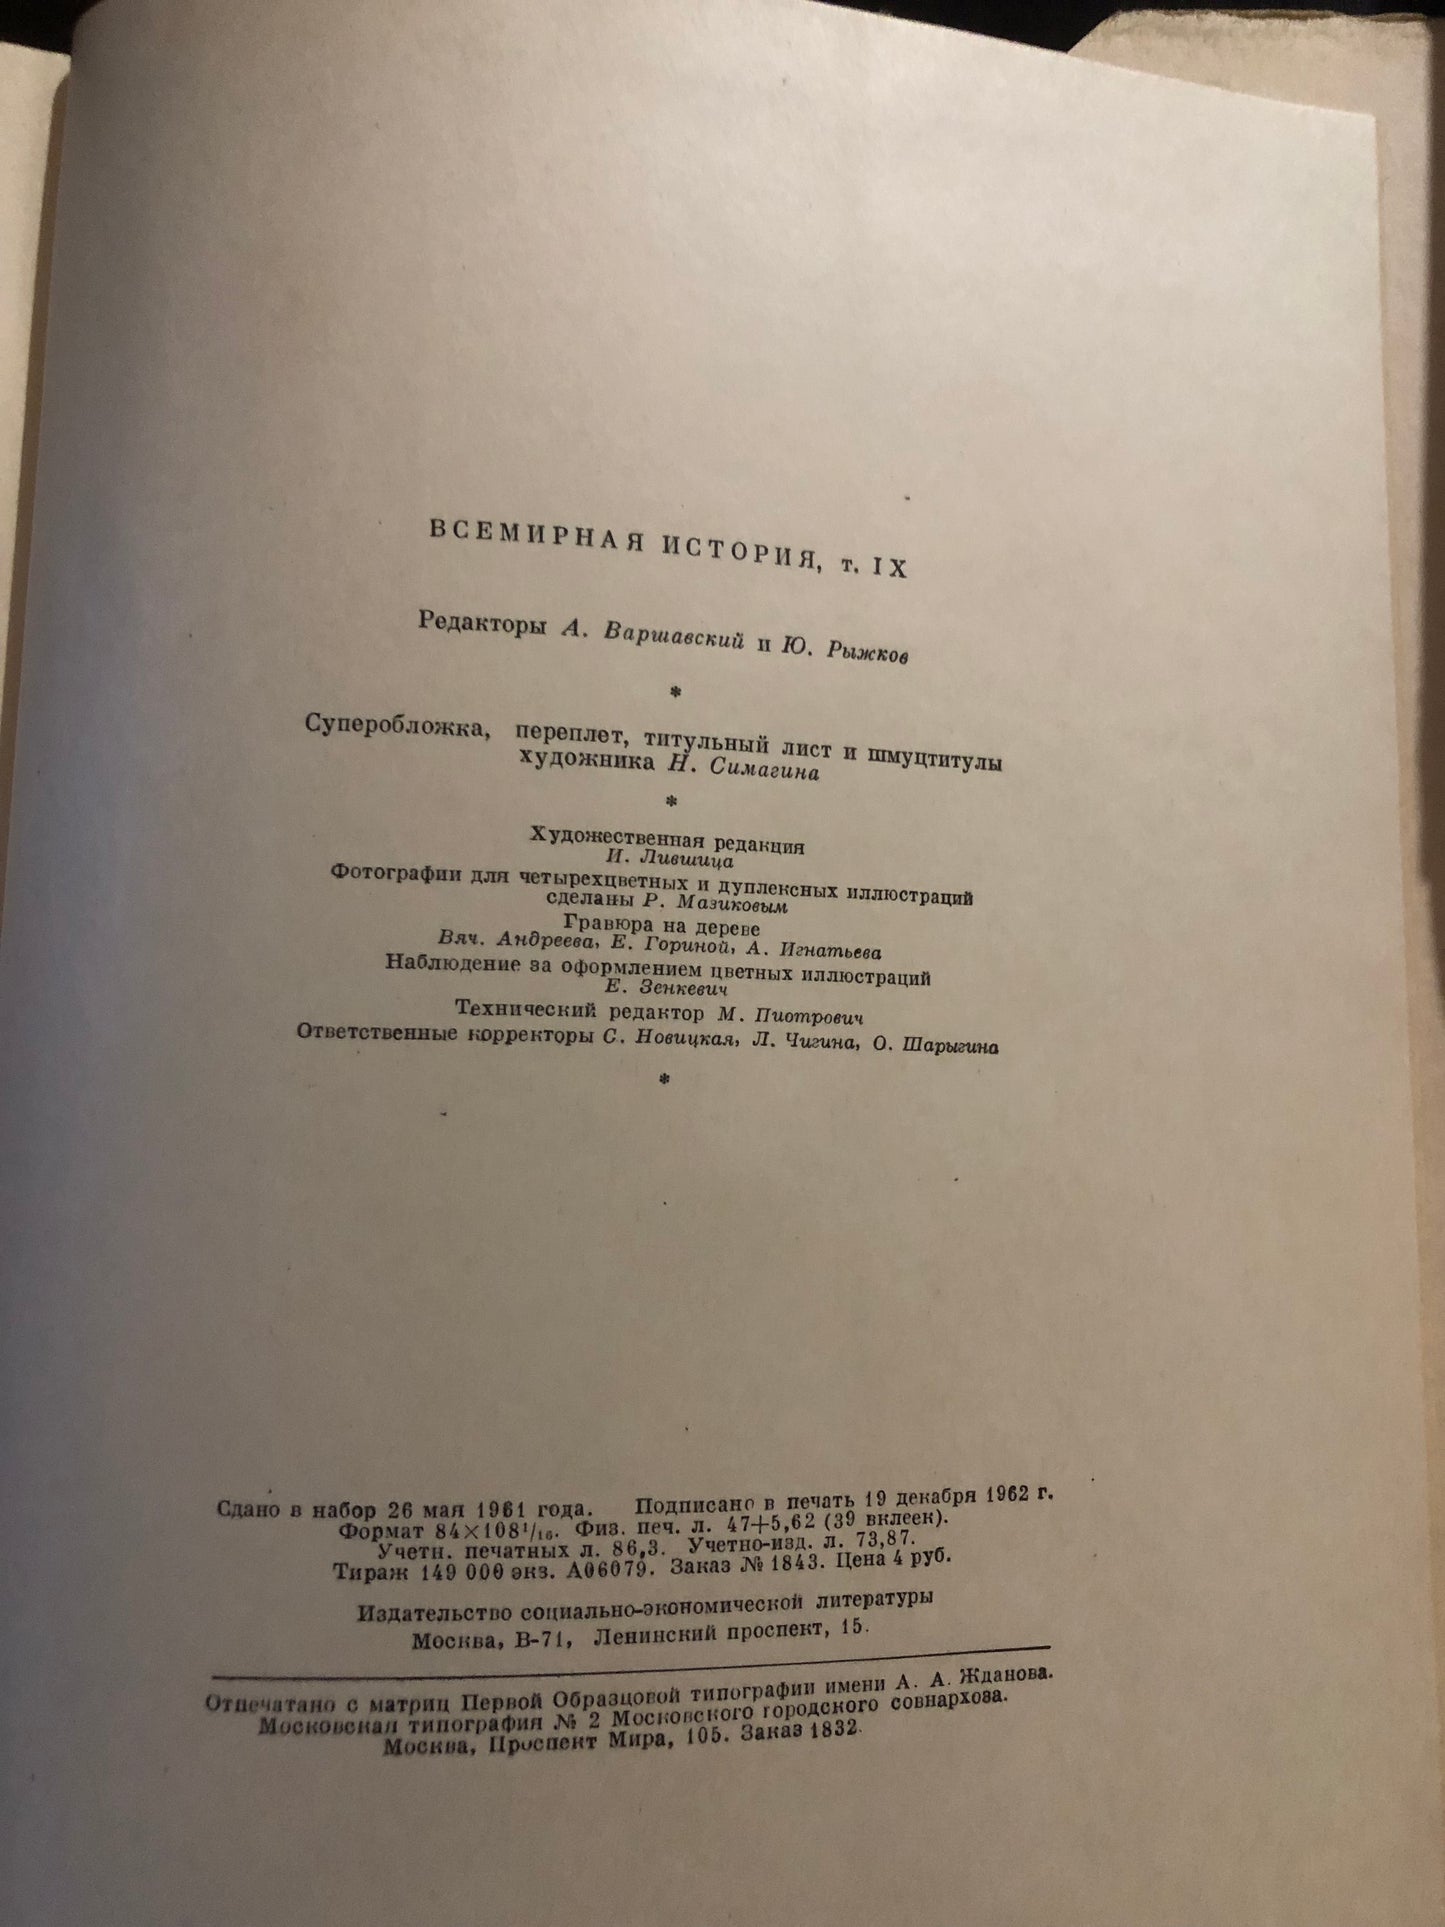 ВСЕМИРНАЯ ИСТОРИЯ, т. IX
Редакторы А. Варшавский и Ю. Рыжков
*
Суперобложка, переплет, титульный лист и шмуцтитулы
художника Н. Симагина
*
Художественная редакция
И. Лившица
Фотографии для четырехцветных и дуплексных иллюстраций
сделаны Р. Мазиковым
Гравюра на дереве
Вяч. Андреева, Е. Гориной, А. Игнатьева
Наблюдение за оформлением цветных иллюстраций
Е. Зенкевич
Технический редактор М. Пиотрович
Ответственные корректоры С. Новицкая, Л. Чигина, О. Шарыгина
*
Сдано в набор 26 мая 1961 года. Подписано в печать 19 декабря 1962 г.
Формат 84×108¹/₁₆. Физ. печ. л. 47+5,62 (39 вклеек).
Учетн. печатных л. 86,3. Учетно-изд. л. 73,87.
Тираж 149 000 экз. А06079. Заказ № 1843. Цена 4 руб.
Издательство социально-экономической литературы
Москва, В-71, Ленинский проспект, 15.
Отпечатано с матриц Первой Образцовой типографии имени А. А. Жданова.
Московская типография № 2 Московского городского совнархоза.
Москва, Проспект Мира, 105. Заказ 1832.